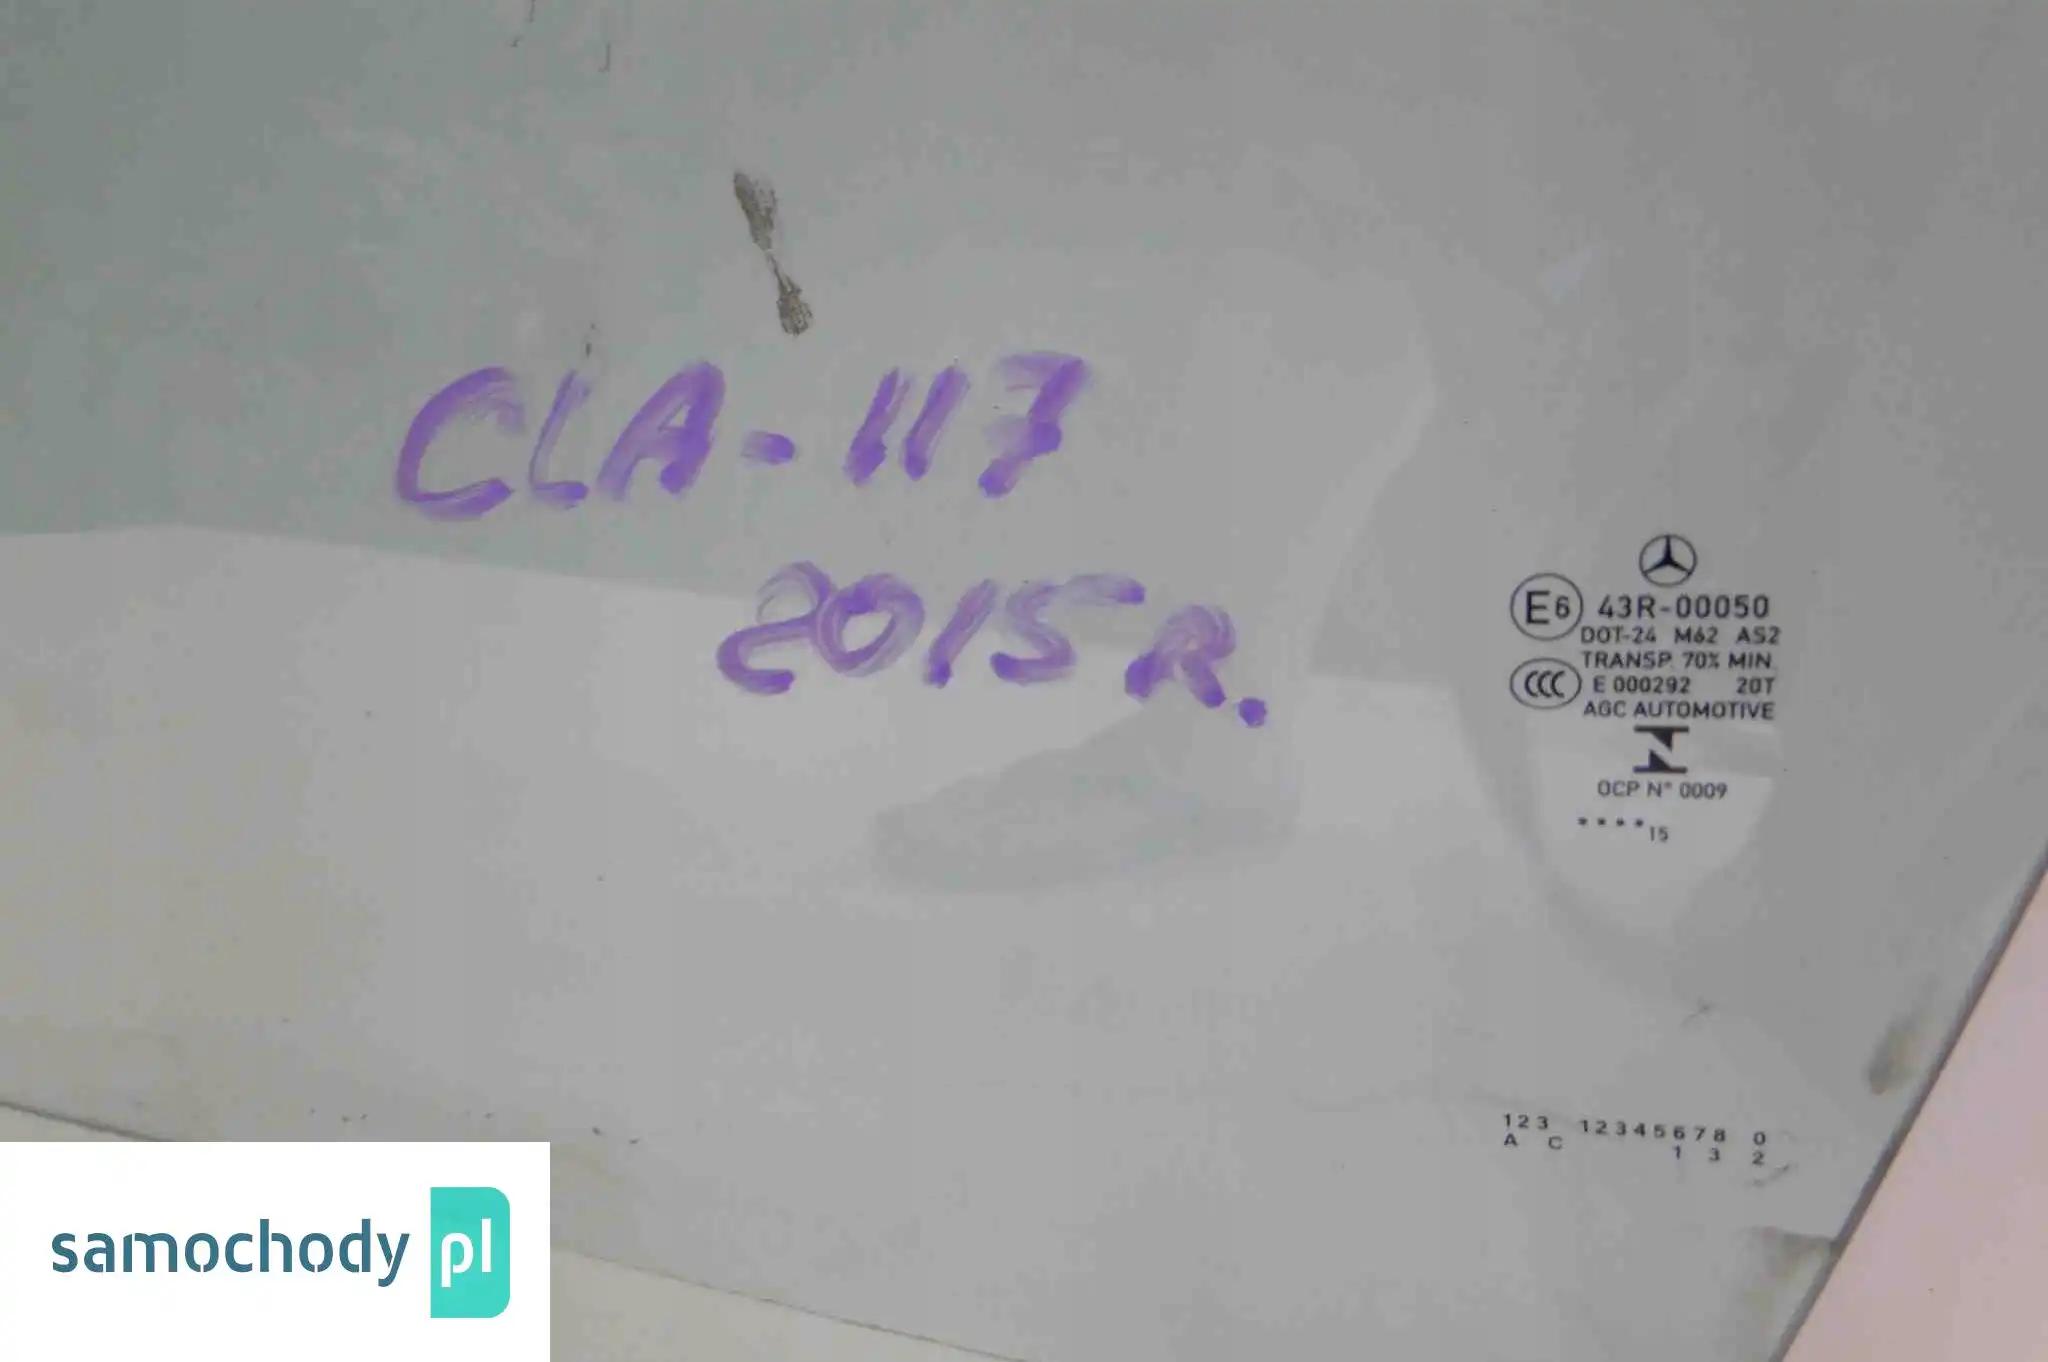 CLA-117
2015R.
E6 43R-00050
DOT-24 M62 AS2
TRANSP. 70% MIN.
CCC E 000292 20T
AGC AUTOMOTIVE
OCP N° 0009
****15
123 12345678 0
A C 1 3 2
samochody pl